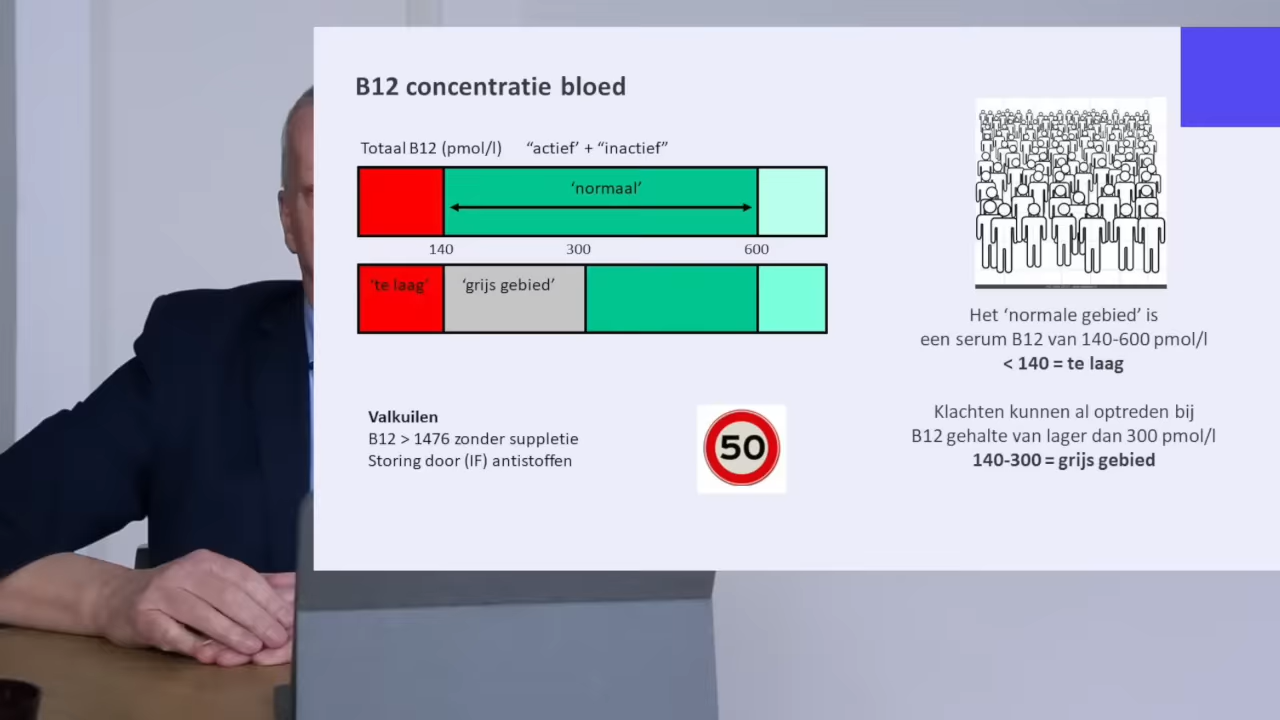 B12 concentratie bloed
Totaal B12 (pmol/l) “actief’ + “inactief”
‘normaal’
140 300 600
‘te laag’ ‘grijs gebied’
Valkuilen
B12 > 1476 zonder suppletie
Storing door (IF) antistoffen
50
Het ‘normale gebied’ is
een serum B12 van 140-600 pmol/l
< 140 = te laag
Klachten kunnen al optreden bij
B12 gehalte van lager dan 300 pmol/l
140-300 = grijs gebied